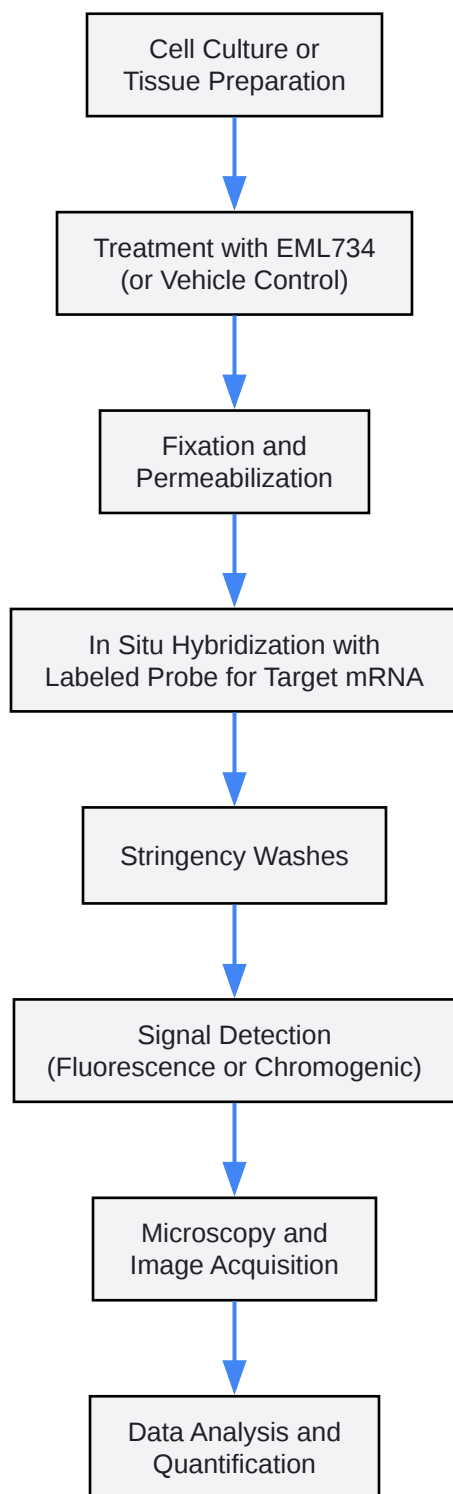 Cell Culture or
Tissue Preparation
Treatment with EML734
(or Vehicle Control)
Fixation and
Permeabilization
In Situ Hybridization with
Labeled Probe for Target mRNA
Stringency Washes
Signal Detection
(Fluorescence or Chromogenic)
Microscopy and
Image Acquisition
Data Analysis and
Quantification